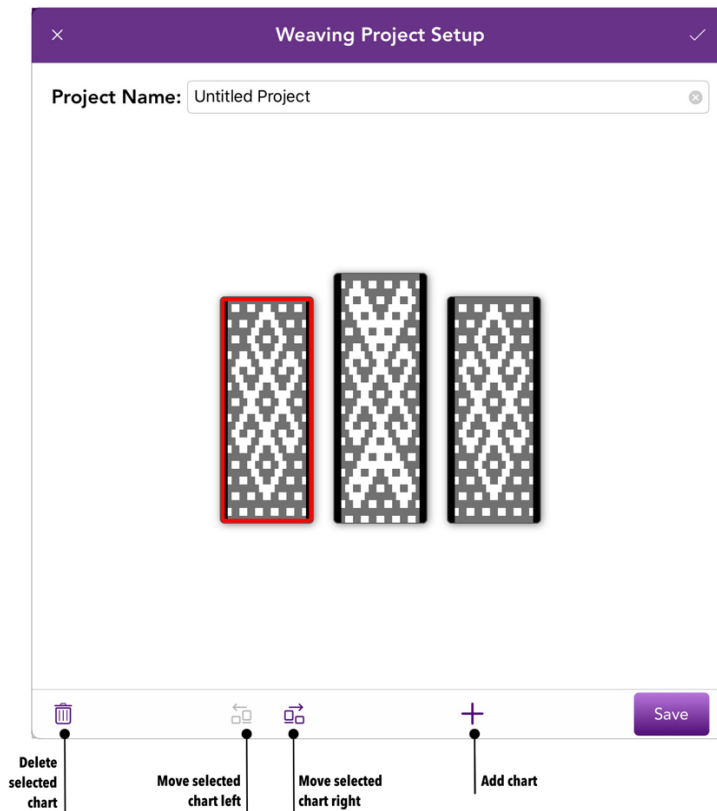 Weaving Project Setup
Project Name: Untitled Project
Save
Delete
selected
chart
Move selected
chart left
Move selected
chart right
Add chart